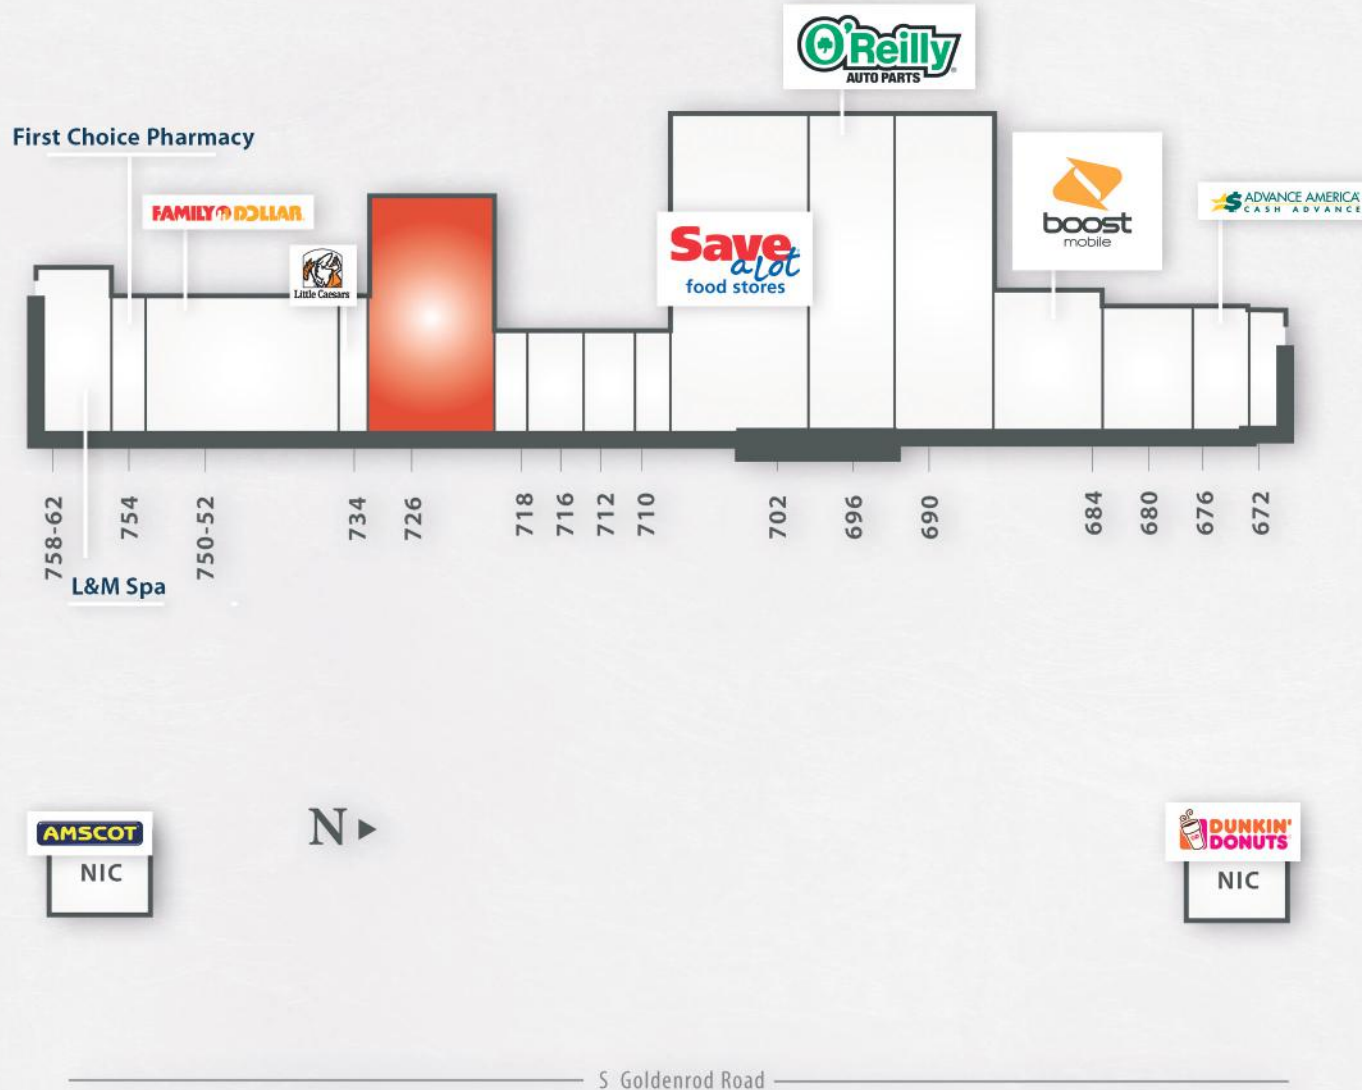 O'Reilly
AUTO PARTS
First Choice Pharmacy
FAMILY DOLLAR
Little Caesars
Save
a lot
food stores
boost
mobile
ADVANCE AMERICA
CASH ADVANCE
758-62
754
750-52
734
726
718
716
712
710
702
696
690
684
680
676
672
L&M Spa
AMSCOT
NIC
N
DUNKIN'
DONUTS
NIC
S Goldenrod Road